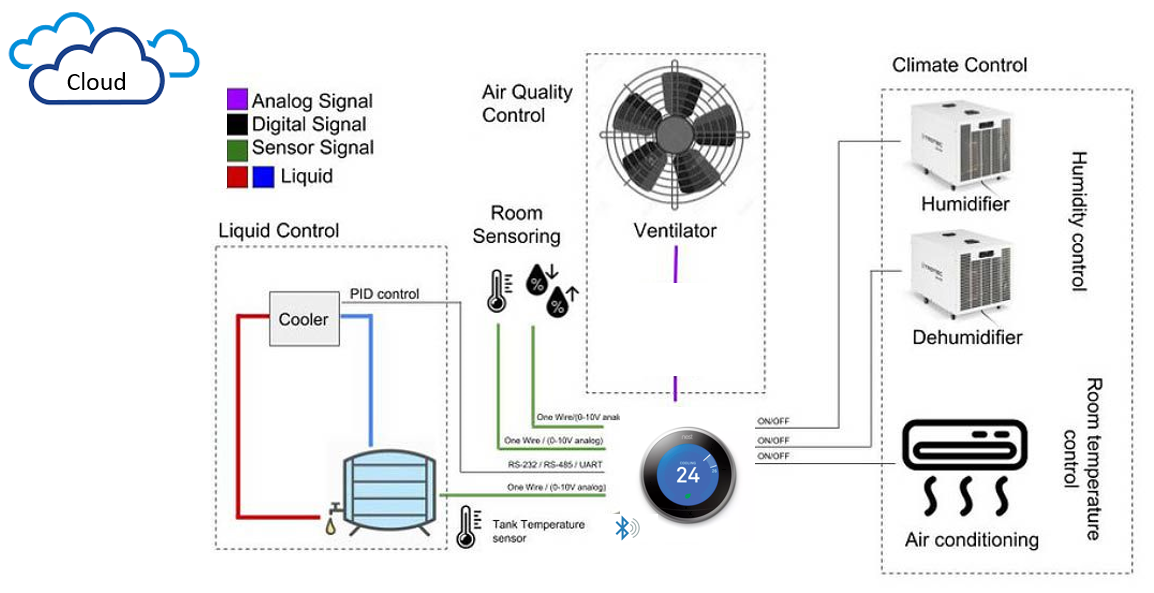 Cloud
Analog Signal
Digital Signal
Sensor Signal
Liquid
Air Quality
Control
Climate Control
Humidifier
Humidity control
Dehumidifier
Room temperature
control
Air conditioning
Room
Sensoring
Ventilator
Liquid Control
PID control
Cooler
One Wire/(0-10V anal
One Wire / (0-10V analog)
RS-232 / RS-485 / UART
One Wire / (0-10V analog)
Tank Temperature
sensor
ON/OFF
ON/OFF
ON/OFF
nest
24
%
%